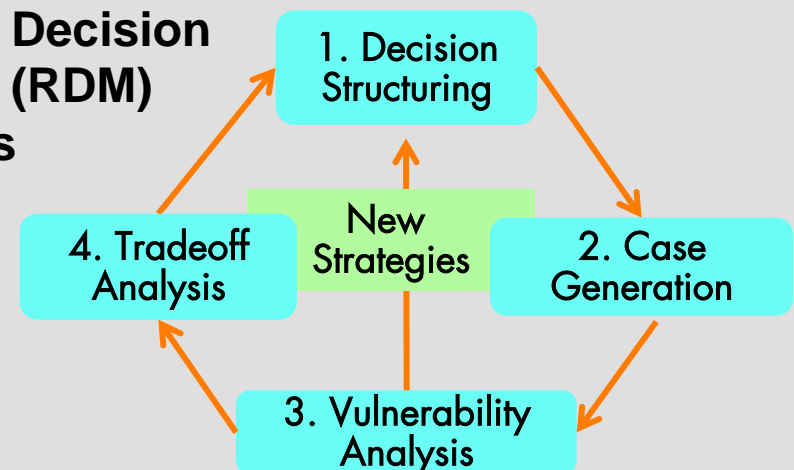 Decision
(RDM)
s
1. Decision
Structuring
New
Strategies
4. Tradeoff
Analysis
2. Case
Generation
3. Vulnerability
Analysis